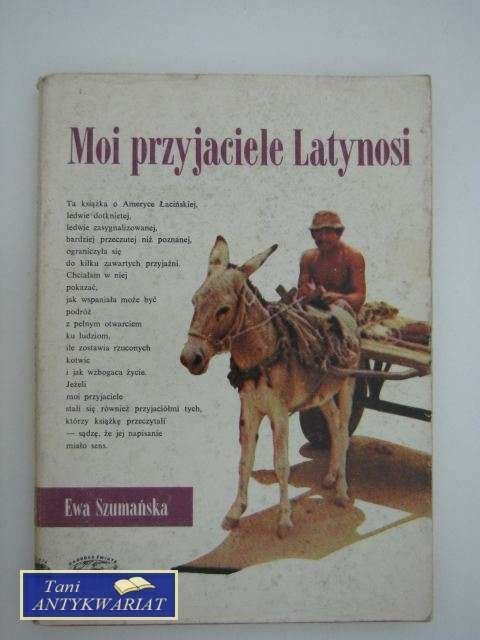 Moi przyjaciele Latynosi
Ta książka o Ameryce Łacińskiej,
ledwie dotkniętej,
ledwie zasygnalizowanej,
bardziej przeczutej niż poznanej,
ograniczyła się
do kilku zawartych przyjaźni.
Chciałam w niej
pokazać,
jak wspaniała może być
podróż
z pełnym otwarciem
ku ludziom,
ile zostawia rzuconych
kotwic
i jak wzbogaca życie.
Jeżeli
moi przyjaciele
stali się również przyjaciółmi tych,
którzy książkę przeczytali
— sądzę, że jej napisanie
miało sens.
Ewa Szumańska
NAOKOŁO ŚWIATA
Tani
ANTYKWARIAT